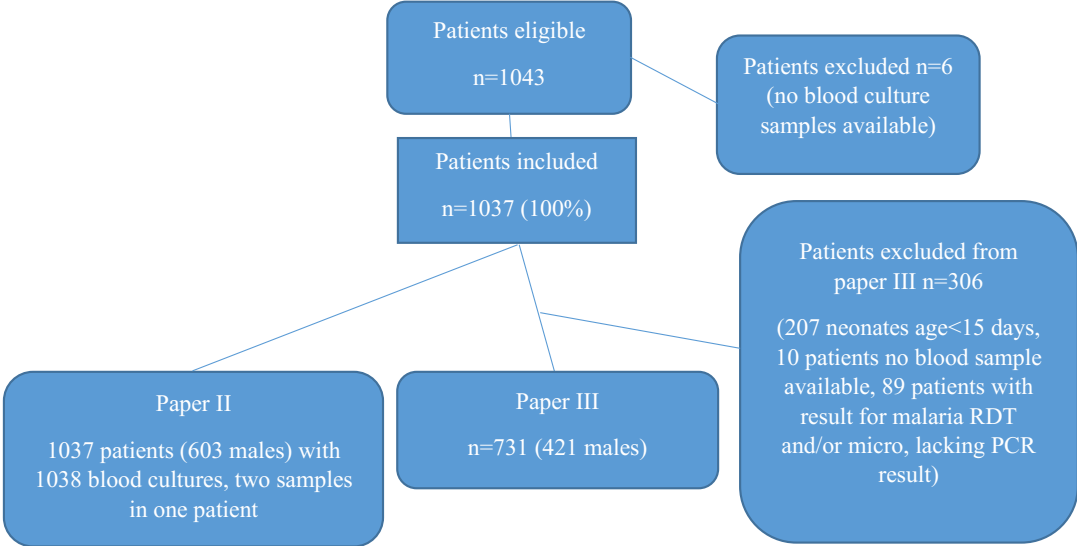 Patients eligible
n=1043
Patients excluded n=6
(no blood culture
samples available)
Patients included
n=1037 (100%)
Patients excluded from
paper III n=306
(207 neonates age<15 days,
10 patients no blood sample
available, 89 patients with
result for malaria RDT
and/or micro, lacking PCR
result)
Paper II
1037 patients (603 males) with
1038 blood cultures, two samples
in one patient
Paper III
n=731 (421 males)